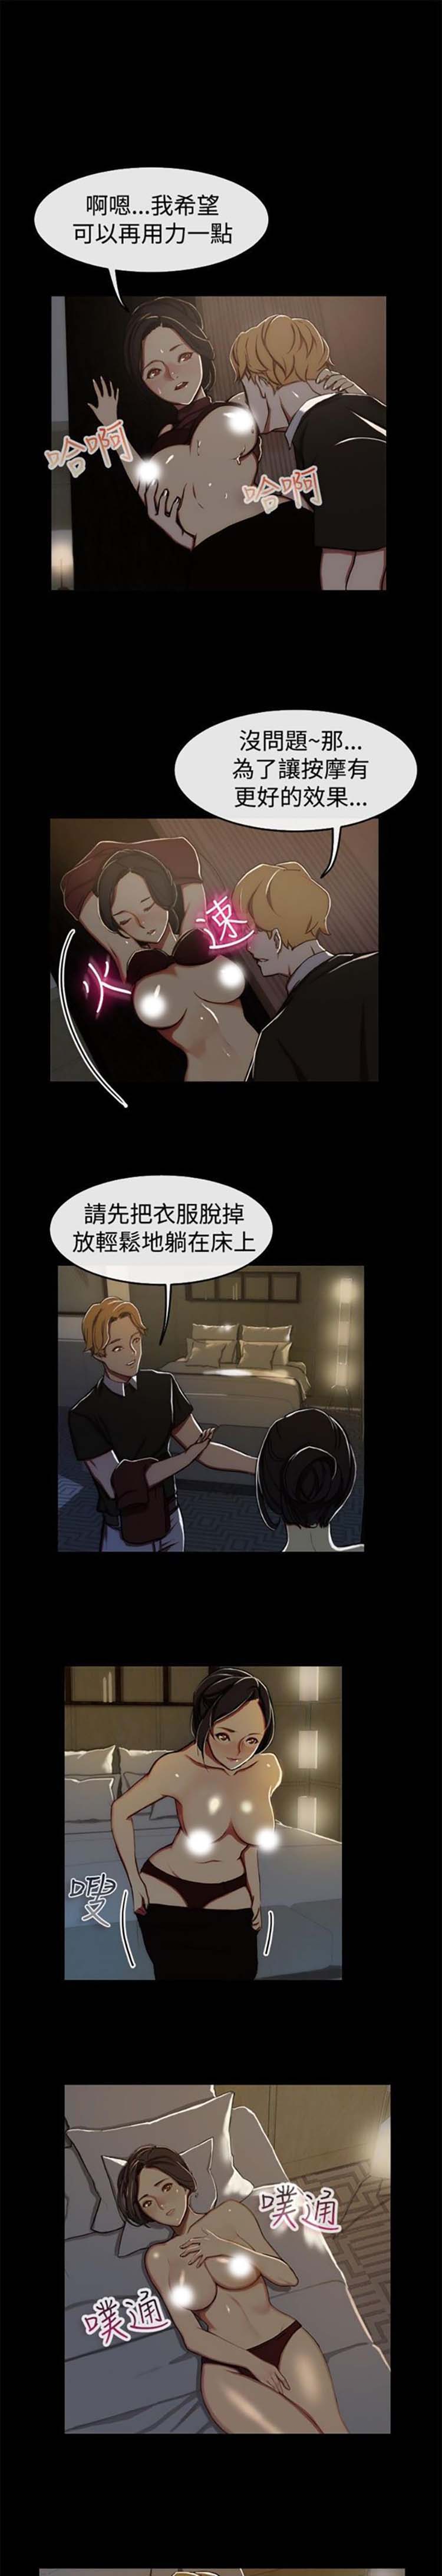 啊嗯...我希望
可以再用力一點
哈啊
哈啊
沒問題~那...
為了讓按摩有
更好的效果...
火速
請先把衣服脫掉
放輕鬆地躺在床上
嗖
噗通
噗通